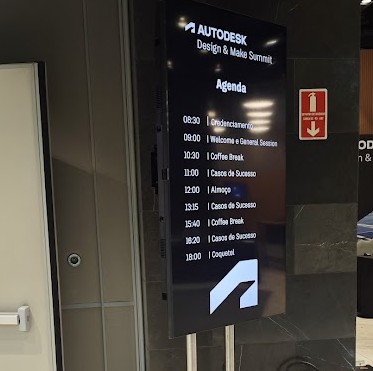 AUTODESK
Design & Make Summit
Agenda
08:30 | Credenciamento
09:00 | Welcome e General Session
10:30 | Coffee Break
11:00 | Casos de Sucesso
12:00 | Almoço
13:15 | Casos de Sucesso
15:40 | Coffee Break
16:20 | Casos de Sucesso
18:00 | Coquetel